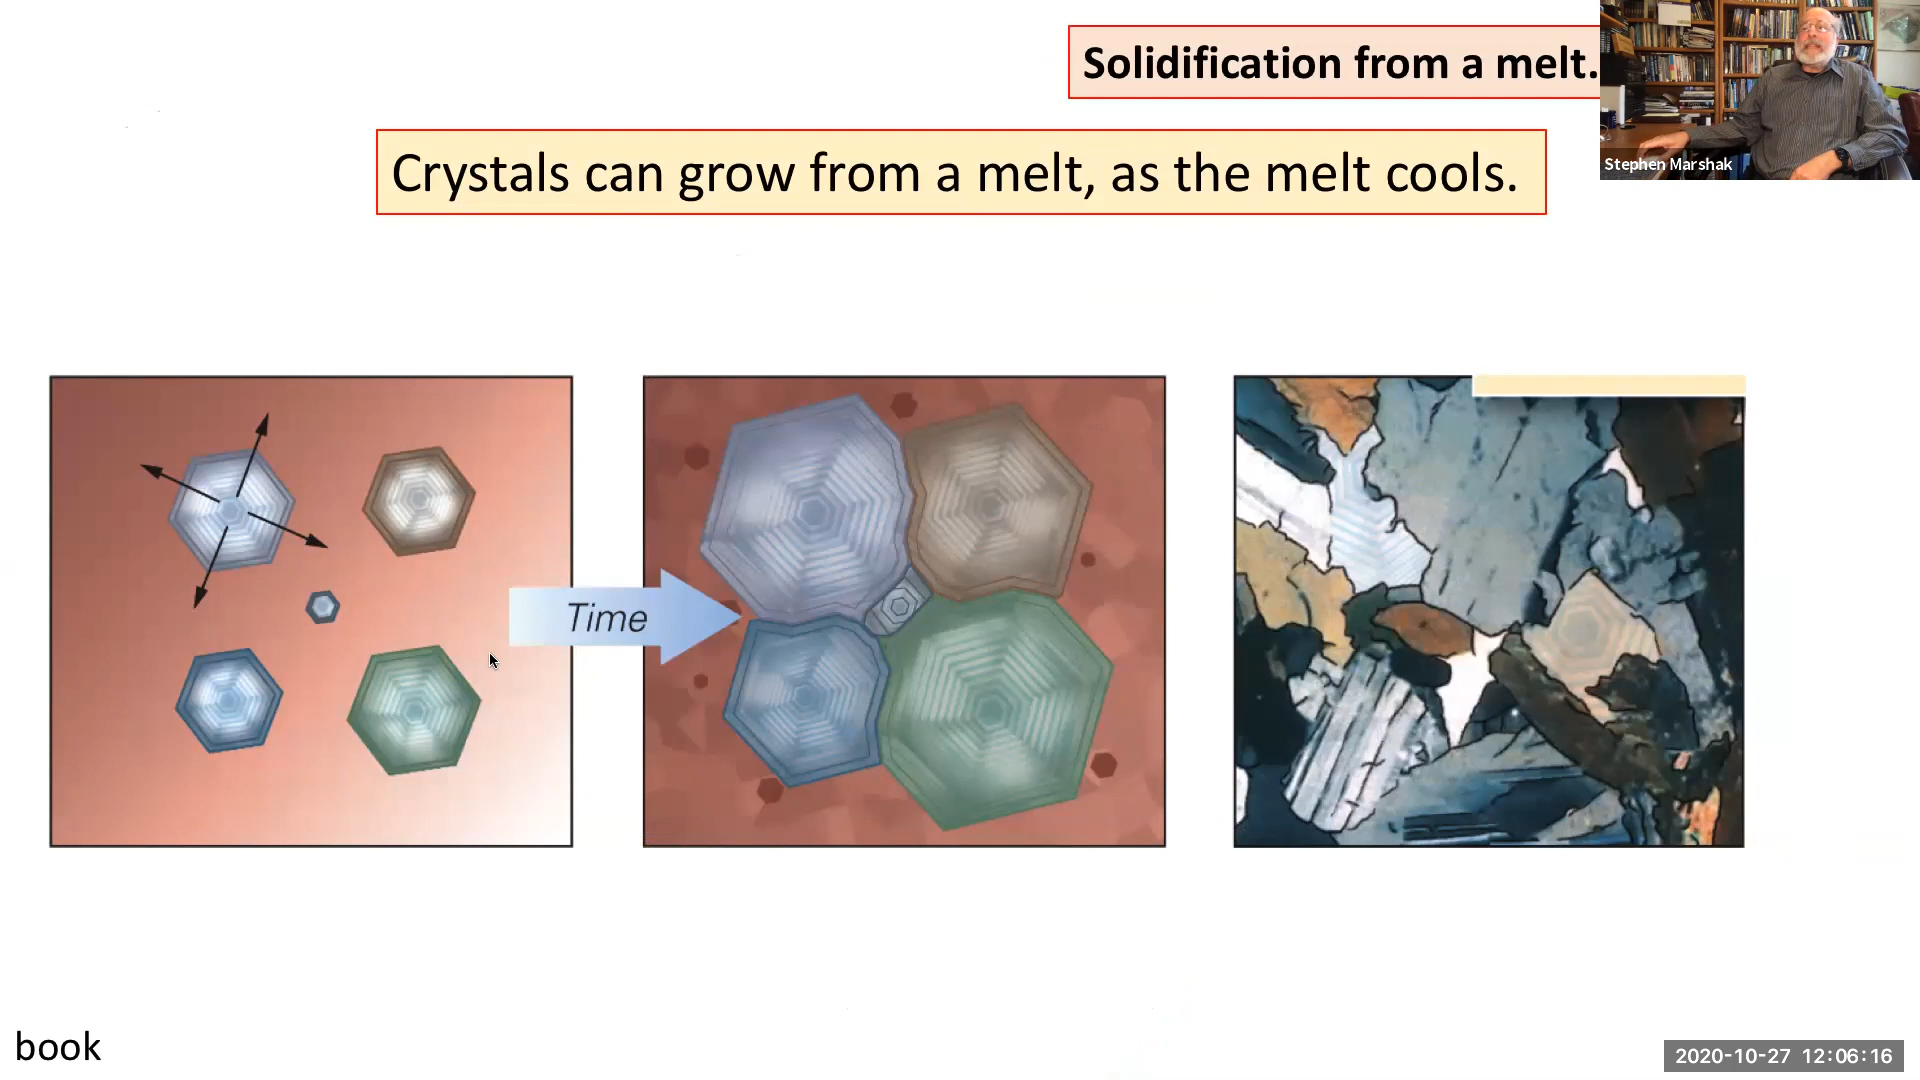 Solidification from a melt.
Stephen Marshak
Crystals can grow from a melt, as the melt cools.
Time
book
2020-10-27 12:06:16